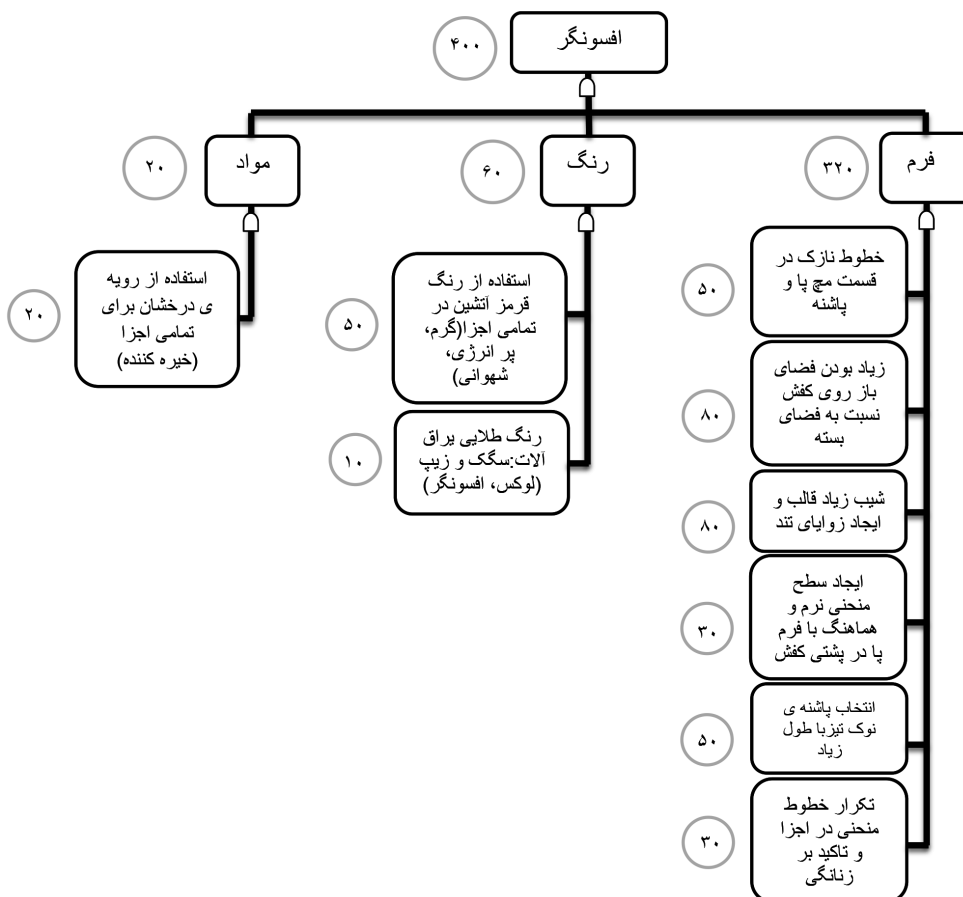 افسونگر
۴۰۰
فرم
۳۲۰
رنگ
۶۰
مواد
۲۰
خطوط نازک در
قسمت مچ پا و
پاشنه
۵۰
زیاد بودن فضای
باز روی کفش
نسبت به فضای
بسته
۸۰
شیب زیاد قالب و
ایجاد زوایای تند
۸۰
ایجاد سطح
منحنی نرم و
هماهنگ با فرم
پا در پشتی کفش
۳۰
انتخاب پاشنه ی
نوک تیزبا طول
زیاد
۵۰
تکرار خطوط
منحنی در اجزا
و تاکید بر
زنانگی
۳۰
استفاده از رنگ
قرمز آتشین در
تمامی اجزا(گرم،
پر انرژی،
شهوانی)
۵۰
رنگ طلایی یراق
آلات:سگک و زیپ
(لوکس، افسونگر)
۱۰
استفاده از رویه
ی درخشان برای
تمامی اجزا
(خیره کننده)
۲۰